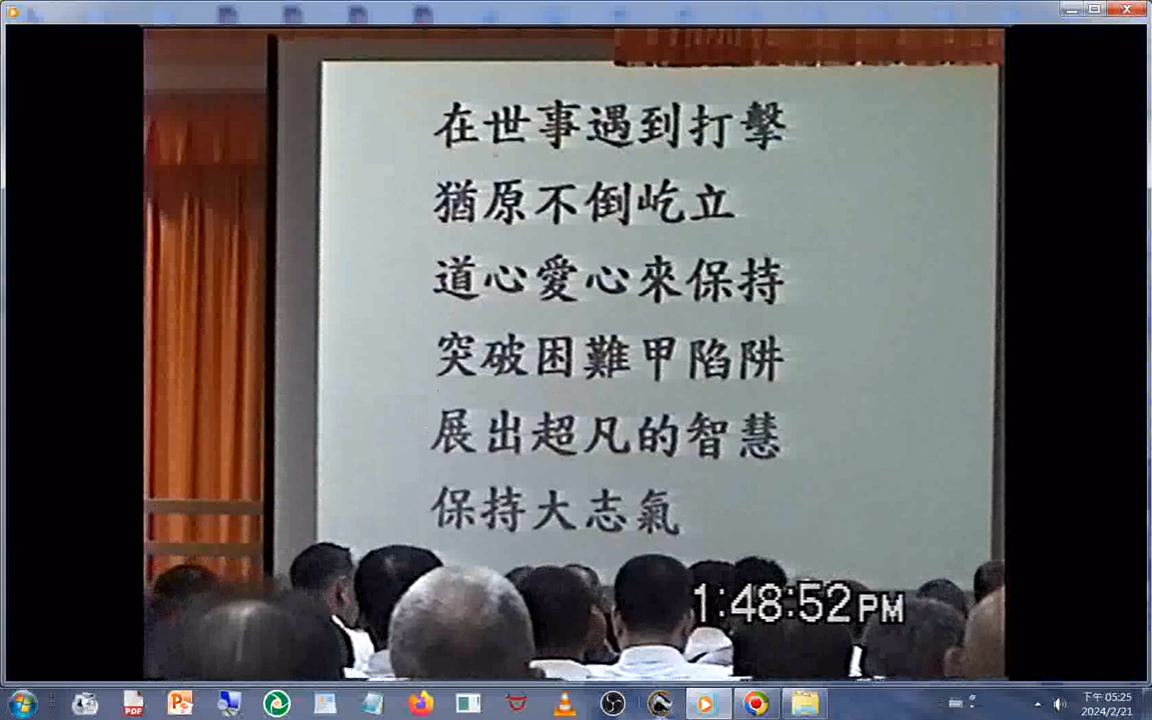 在世事遇到打擊
猶原不倒屹立
道心愛心來保持
突破困難甲陷阱
展出超凡的智慧
保持大志氣
1:48:52PM
PDF
下午 05:25
2024/2/21